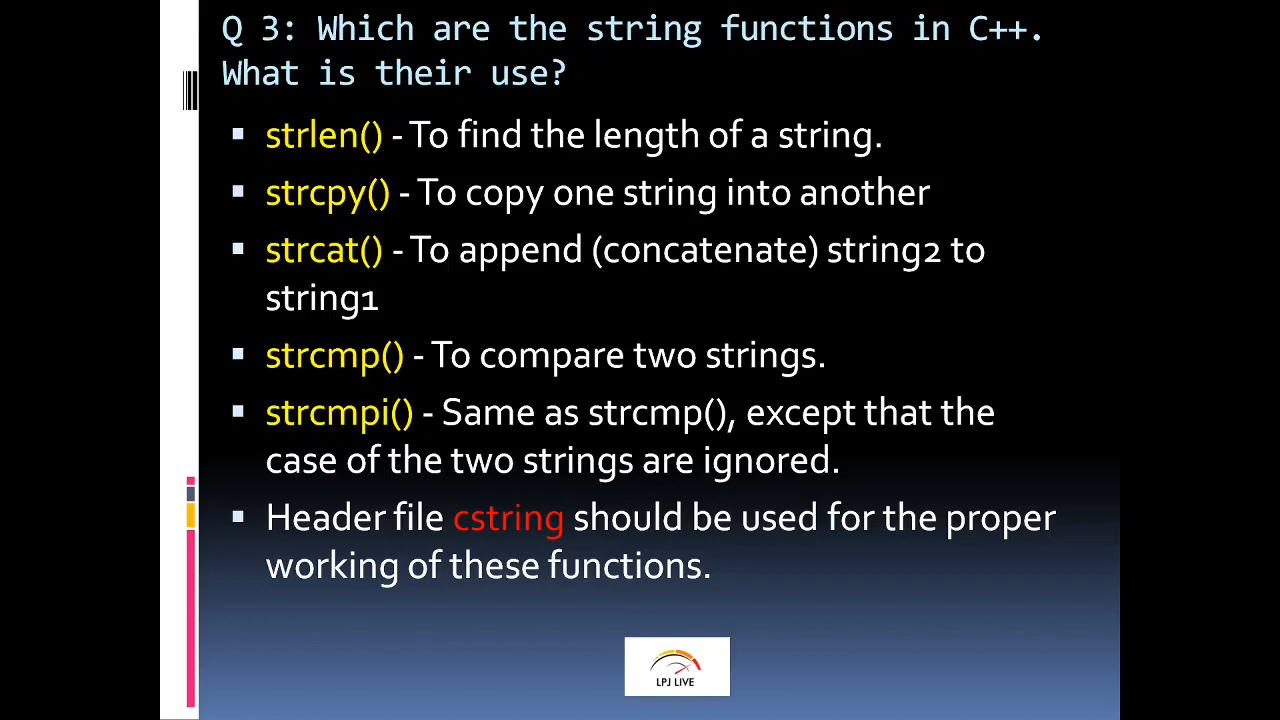 Q 3: Which are the string functions in C++.
What is their use?
▪ strlen() - To find the length of a string.
▪ strcpy() - To copy one string into another
▪ strcat() - To append (concatenate) string2 to
string1
▪ strcmp() - To compare two strings.
▪ strcmpi() - Same as strcmp(), except that the
case of the two strings are ignored.
▪ Header file cstring should be used for the proper
working of these functions.
LPJ LIVE